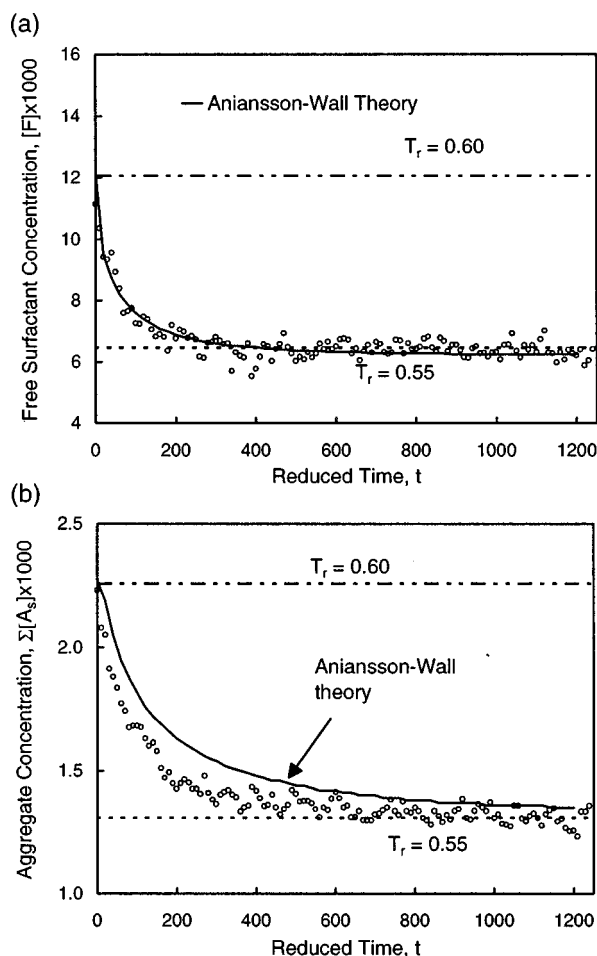 (a)
Free Surfactant Concentration, [F]x1000
16
14
12
10
8
6
4
Aniansson-Wall Theory
T_r = 0.60
T_r = 0.55
0 200 400 600 800 1000 1200
Reduced Time, t
(b)
Aggregate Concentration, Σ[A_s]x1000
2.5
2.0
1.5
1.0
T_r = 0.60
Aniansson-Wall
theory
T_r = 0.55
0 200 400 600 800 1000 1200
Reduced Time, t